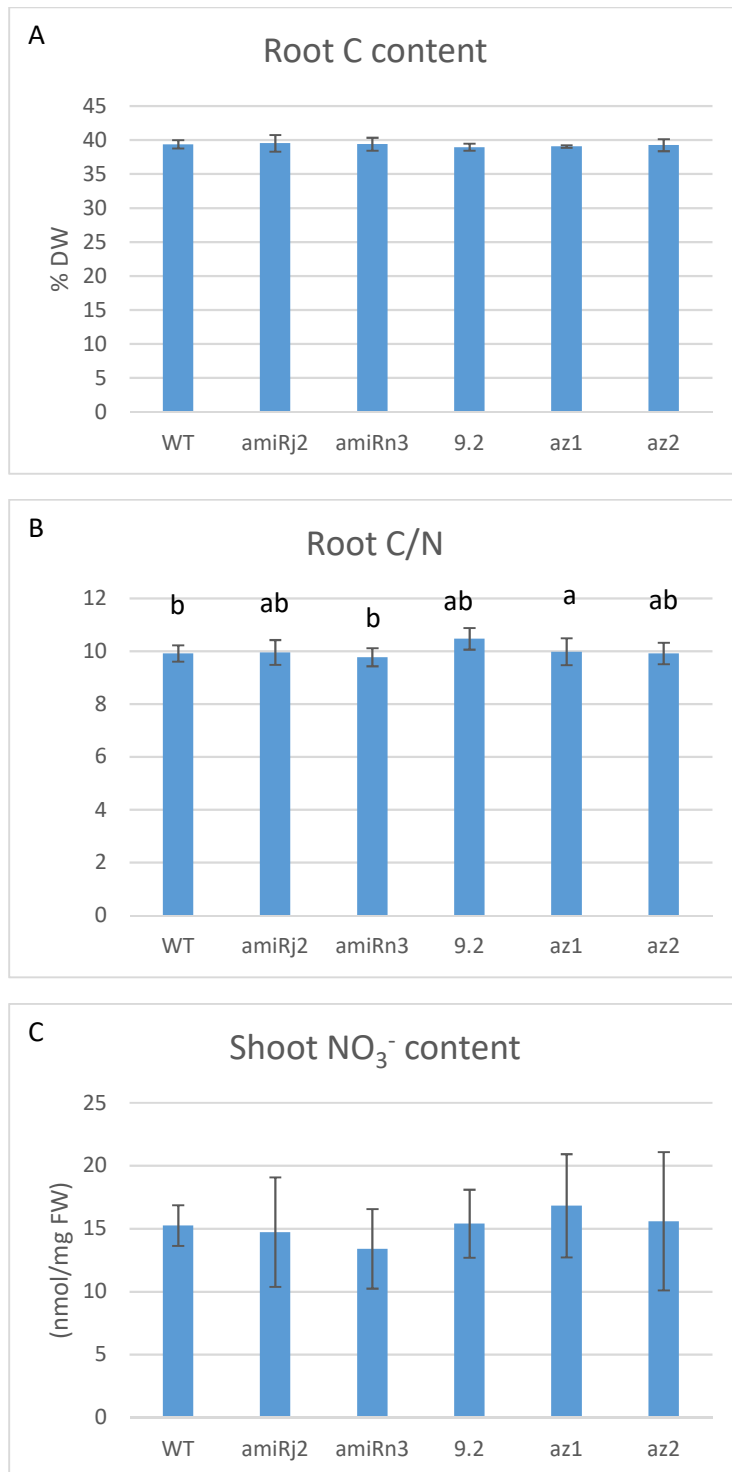 A
Root C content
45
40
35
30
25
20
15
10
5
0
% DW
WT amiRj2 amiRn3 9.2 az1 az2
B
Root C/N
12
10
8
6
4
2
0
b ab b ab a ab
WT amiRj2 amiRn3 9.2 az1 az2
C
Shoot NO₃⁻ content
25
20
15
10
5
0
(nmol/mg FW)
WT amiRj2 amiRn3 9.2 az1 az2